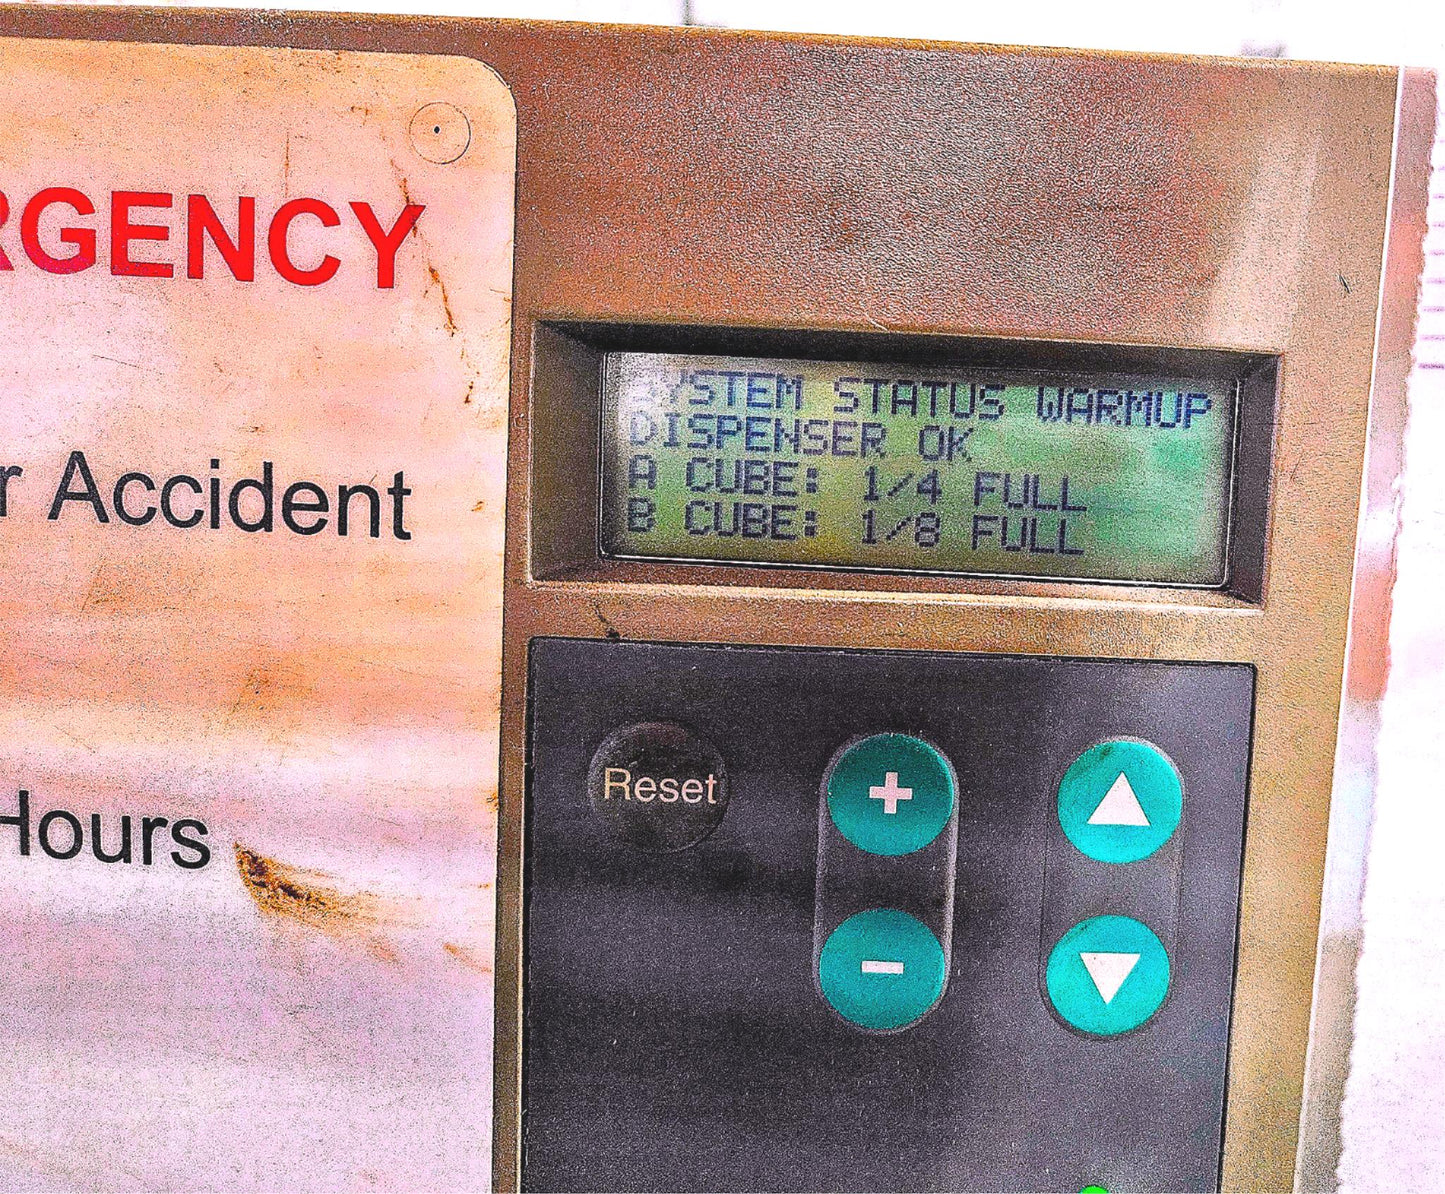 RGENCY
r Accident
Hours
SYSTEM STATUS WARMUP
DISPENSER OK
A CUBE: 1/4 FULL
B CUBE: 1/8 FULL
Reset
+
-